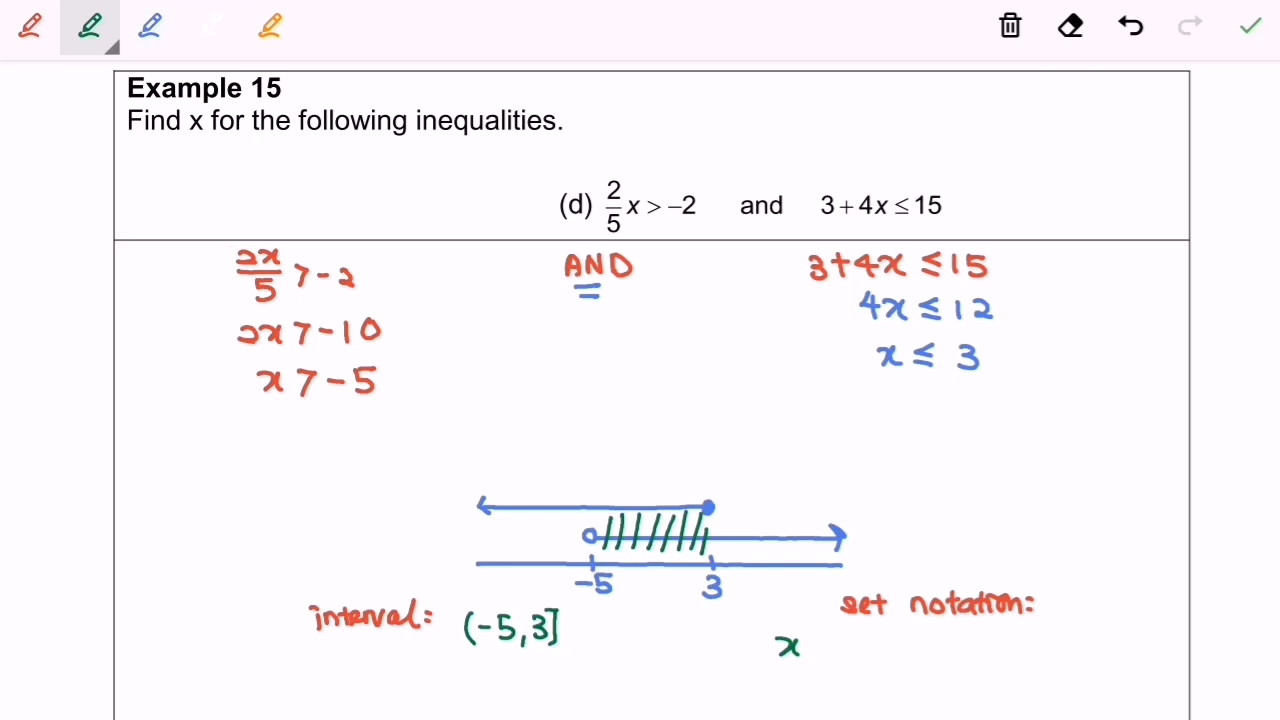 Example 15
Find x for the following inequalities.
(d) 2/5 x > −2 and 3 + 4x ≤ 15
2x/5 > -2 AND 3+4x ≤ 15
2x > -10 4x ≤ 12
x > -5 x ≤ 3
-5 3
interval: (-5,3] set notation:
x